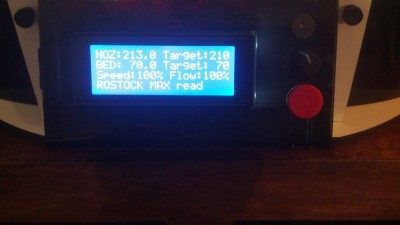 NOZ:213.0 Target:210
BED: 70.0 Target: 70
Speed:100% Flow:100%
ROSTOCK MAX read